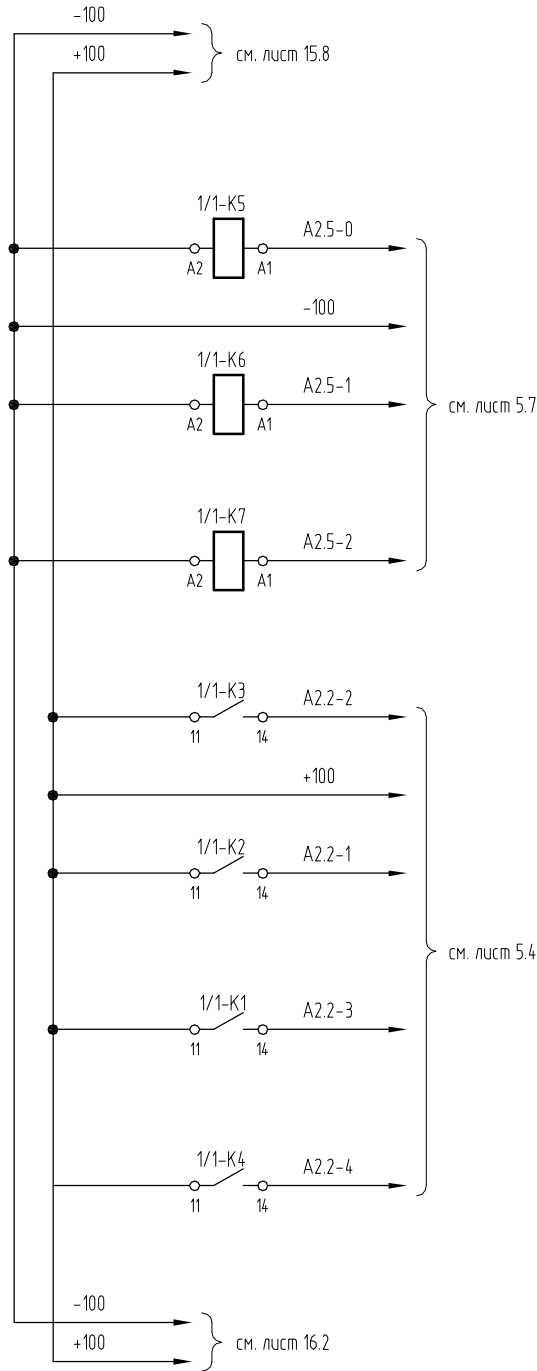 -100
+100
см. лист 15.8
1/1-K5
A2.5-0
A2
A1
-100
1/1-K6
A2.5-1
A2
A1
см. лист 5.7
1/1-K7
A2.5-2
A2
A1
1/1-K3
A2.2-2
11
14
+100
1/1-K2
A2.2-1
11
14
см. лист 5.4
1/1-K1
A2.2-3
11
14
1/1-K4
A2.2-4
11
14
-100
+100
см. лист 16.2